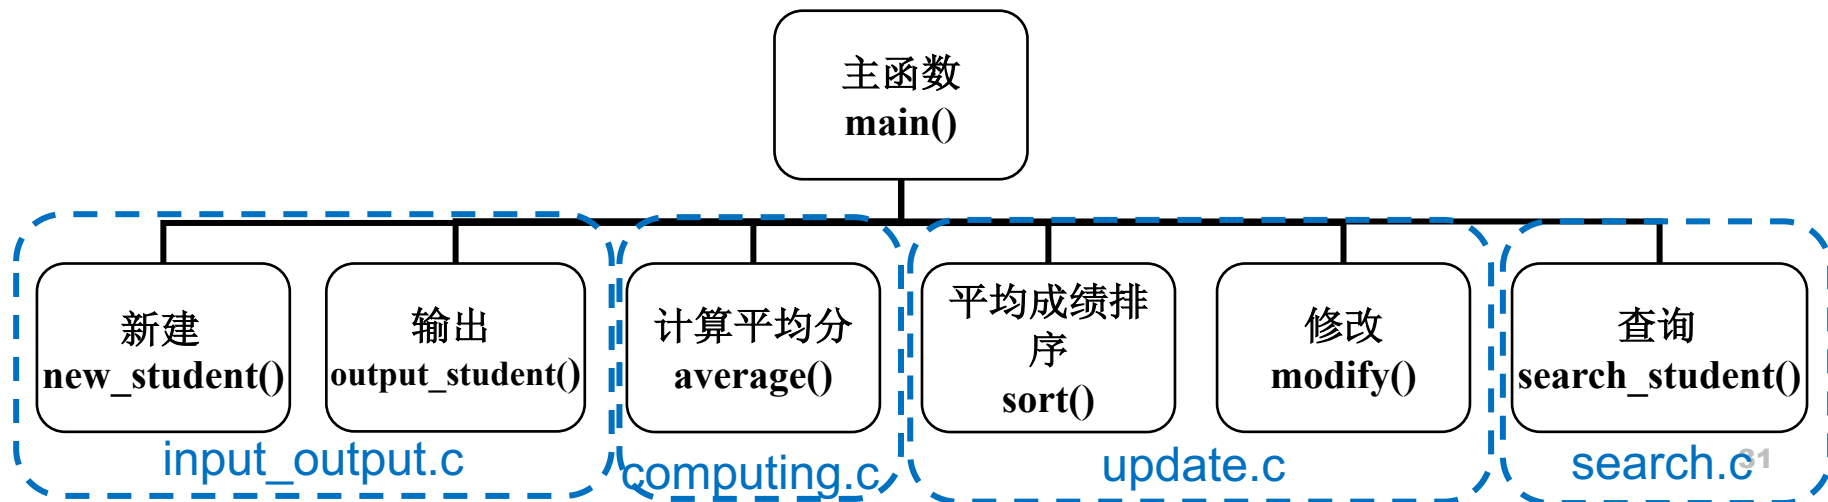 主函数
main()
新建
new_student()
输出
output_student()
计算平均分
average()
平均成绩排
序
sort()
修改
modify()
查询
search_student()
input_output.c
computing.c
update.c
search.c
31